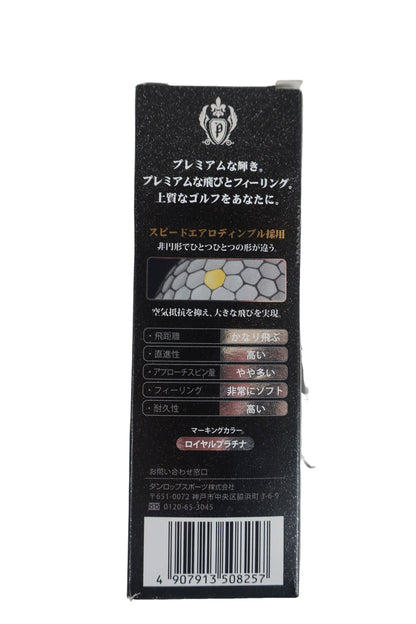 P
プレミアムな輝き。
プレミアムな飛びとフィーリング。
上質なゴルフをあなたに。
スピードエアロディンプル採用
非円形でひとつひとつの形が違う。
空気抵抗を抑え、大きな飛びを実現。
・飛距離 かなり飛ぶ
・直進性 高い
・アプローチスピン量 やや多い
・フィーリング 非常にソフト
・耐久性 高い
マーキングカラー
ロイヤルプラチナ
お問い合わせ窓口
ダンロップスポーツ株式会社
〒651-0072 神戸市中央区脇浜町 3-6-9
0120-65-3045
4 907913 508257